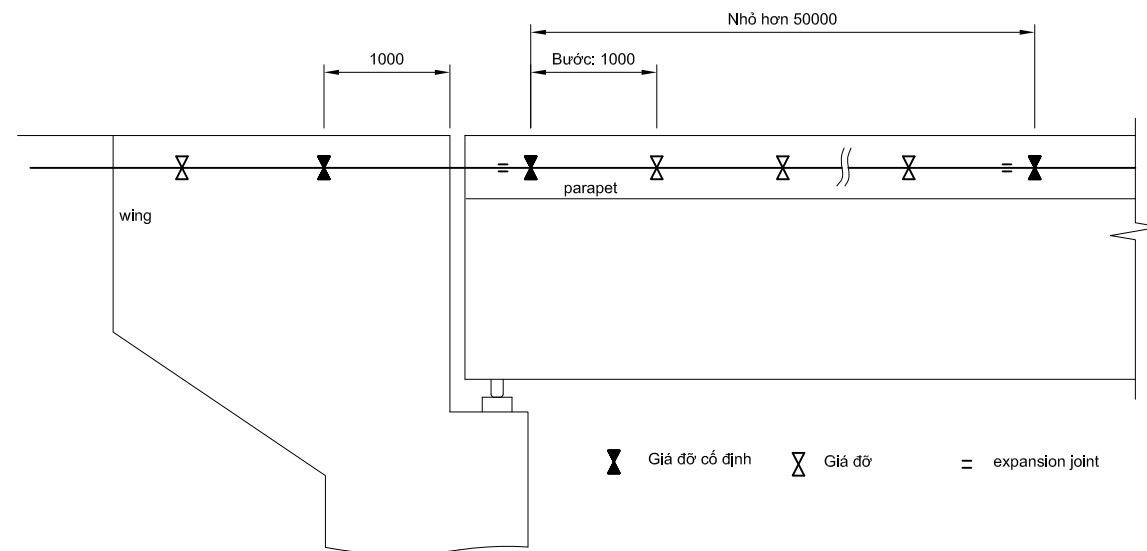 Nhỏ hơn 50000
1000
Bước: 1000
parapet
wing
Giá đỡ cố định
Giá đỡ
expansion joint